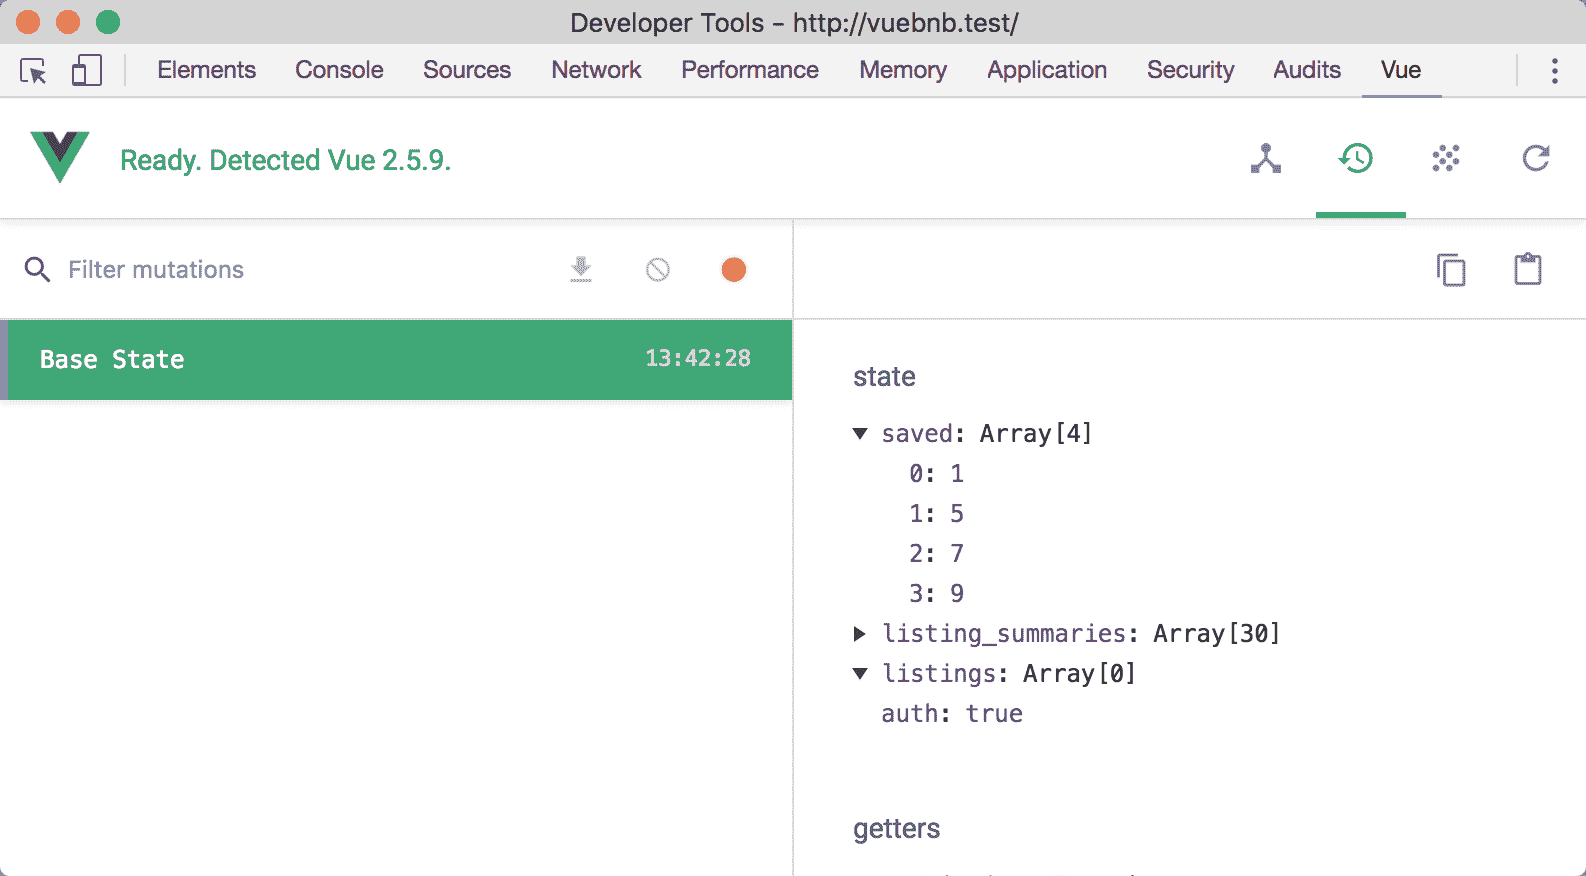 Developer Tools – http://vuebnb.test/
Elements Console Sources Network Performance Memory Application Security Audits Vue
Ready. Detected Vue 2.5.9.
Filter mutations
Base State 13:42:28
state
saved: Array[4]
0: 1
1: 5
2: 7
3: 9
listing_summaries: Array[30]
listings: Array[0]
auth: true
getters